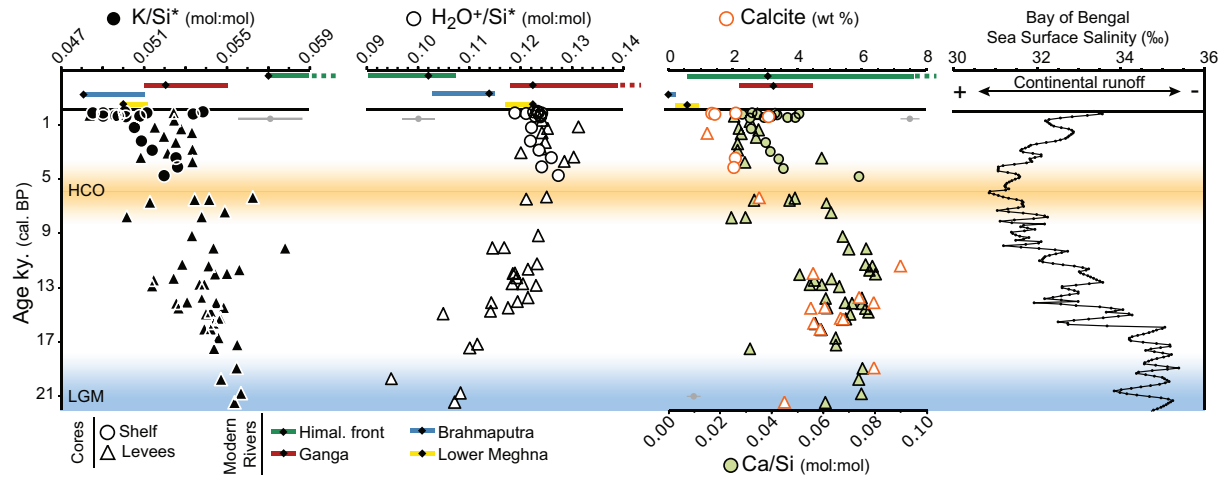 K/Si* (mol:mol)
0.047 0.051 0.055 0.059
H₂O⁺/Si* (mol:mol)
0.09 0.10 0.11 0.12 0.13 0.14
Calcite (wt %)
0 2 4 6 8
Bay of Bengal
Sea Surface Salinity (‰)
30 32 34 36
+ Continental runoff -
Age ky. (cal. BP)
1
5
HCO
9
13
17
21
LGM
0.00 0.02 0.04 0.06 0.08 0.10
Ca/Si (mol:mol)
Cores
Shelf
Levees
Modern
Rivers
Himal. front
Ganga
Brahmaputra
Lower Meghna